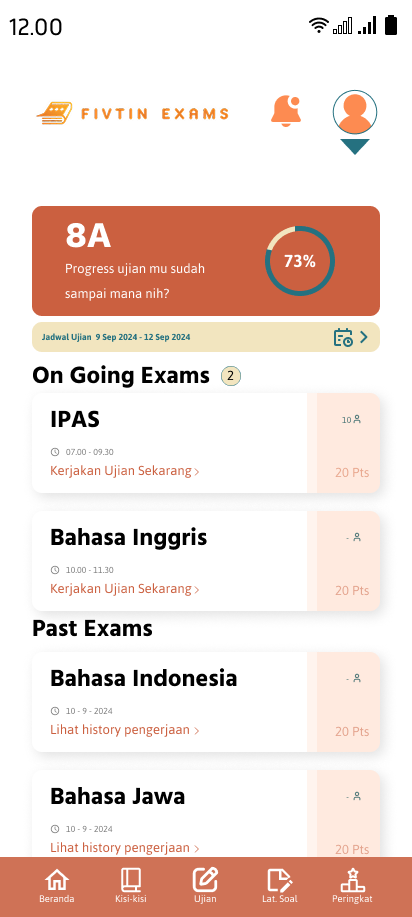 12.00
FIVTIN EXAMS
8A
Progress ujian mu sudah
sampai mana nih?
73%
Jadwal Ujian 9 Sep 2024 - 12 Sep 2024
On Going Exams 2
IPAS
10
07.00 - 09.30
Kerjakan Ujian Sekarang >
20 Pts
Bahasa Inggris
-
10.00 - 11.30
Kerjakan Ujian Sekarang >
20 Pts
Past Exams
Bahasa Indonesia
-
10 - 9 - 2024
Lihat history pengerjaan >
20 Pts
Bahasa Jawa
-
10 - 9 - 2024
Lihat history pengerjaan >
20 Pts
Beranda
Kisi-kisi
Ujian
Lat. Soal
Peringkat